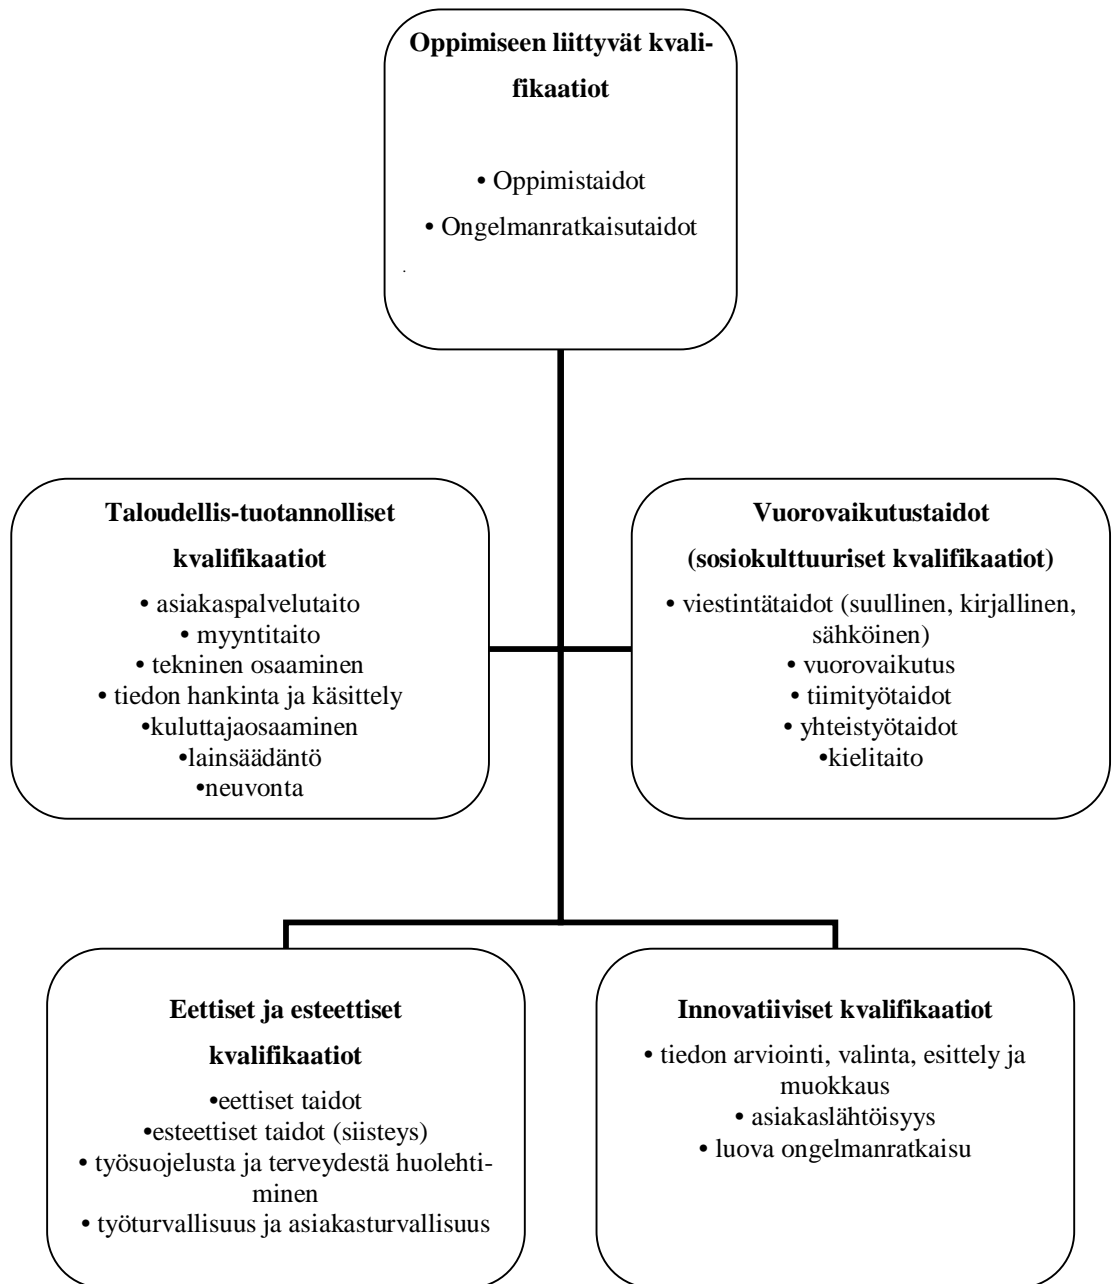 Oppimiseen liittyvät kvali-
fikaatiot
• Oppimistaidot
• Ongelmanratkaisutaidot
.
Taloudellis-tuotannolliset
kvalifikaatiot
• asiakaspalvelutaito
• myyntitaito
• tekninen osaaminen
• tiedon hankinta ja käsittely
•kuluttajaosaaminen
•lainsäädäntö
•neuvonta
Vuorovaikutustaidot
(sosiokulttuuriset kvalifikaatiot)
• viestintätaidot (suullinen, kirjallinen,
sähköinen)
• vuorovaikutus
• tiimityötaidot
• yhteistyötaidot
•kielitaito
Eettiset ja esteettiset
kvalifikaatiot
•eettiset taidot
•esteettiset taidot (siisteys)
• työsuojelusta ja terveydestä huolehti-
minen
• työturvallisuus ja asiakasturvallisuus
Innovatiiviset kvalifikaatiot
• tiedon arviointi, valinta, esittely ja
muokkaus
• asiakaslähtöisyys
• luova ongelmanratkaisu